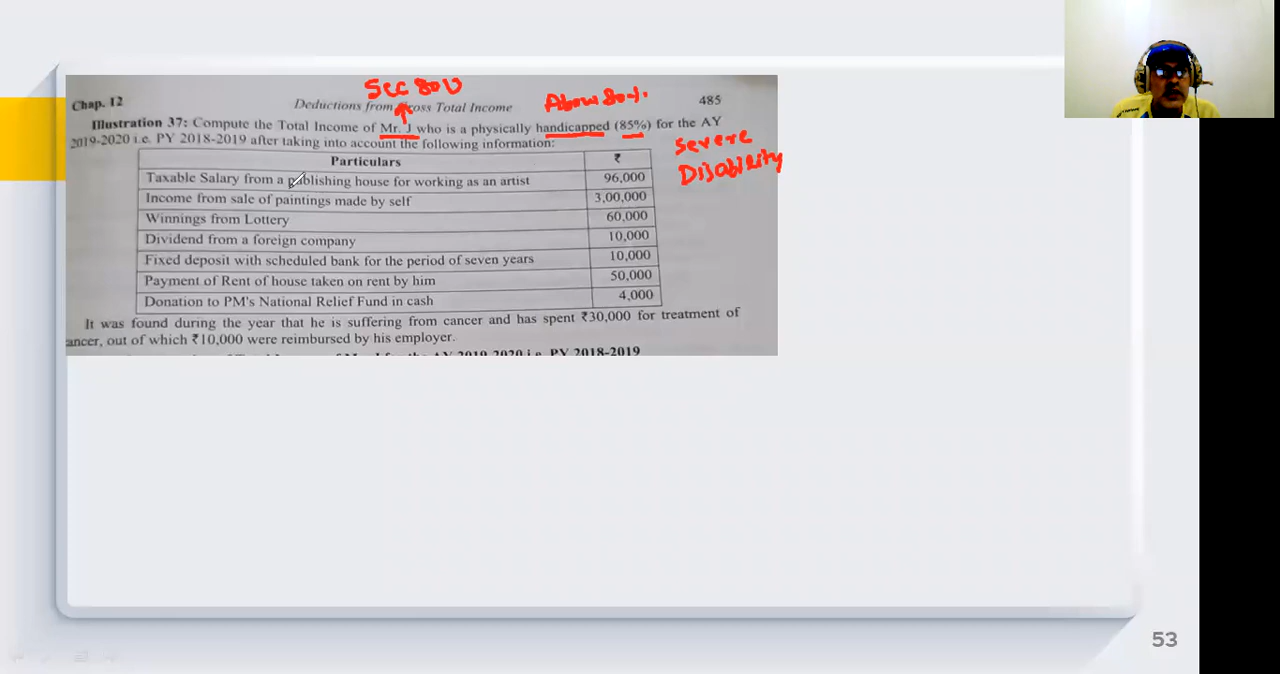 Sec 80U
Above 80%.
Chap. 12
Deductions from Gross Total Income
485
Illustration 37: Compute the Total Income of Mr. J who is a physically handicapped (85%) for the AY
2019-2020 i.e. PY 2018-2019 after taking into account the following information:
Severe
Disability
Particulars ₹
Taxable Salary from a publishing house for working as an artist 96,000
Income from sale of paintings made by self 3,00,000
Winnings from Lottery 60,000
Dividend from a foreign company 10,000
Fixed deposit with scheduled bank for the period of seven years 10,000
Payment of Rent of house taken on rent by him 50,000
Donation to PM's National Relief Fund in cash 4,000
It was found during the year that he is suffering from cancer and has spent ₹30,000 for treatment of
ancer, out of which ₹10,000 were reimbursed by his employer.
AY 2019-2020 i.e. PY 2018-2019
53